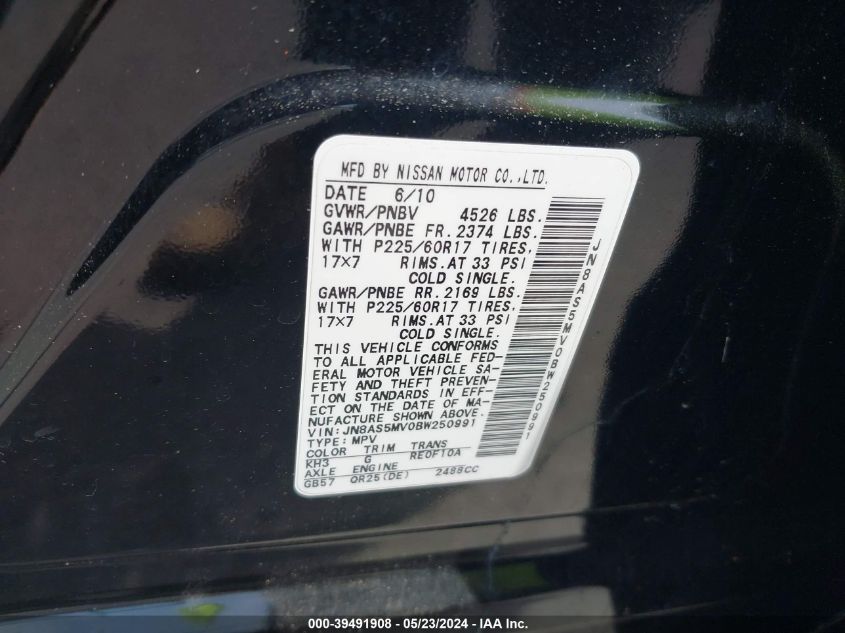 MFD BY NISSAN MOTOR CO.,LTD.
DATE 6/10
GVWR/PNBV 4526 LBS.
GAWR/PNBE FR. 2374 LBS.
WITH P225/60R17 TIRES,
17×7 RIMS.AT 33 PSI
COLD SINGLE.
GAWR/PNBE RR. 2169 LBS.
WITH P225/60R17 TIRES,
17×7 RIMS.AT 33 PSI
COLD SINGLE.
THIS VEHICLE CONFORMS
TO ALL APPLICABLE FED-
ERAL MOTOR VEHICLE SA-
FETY AND THEFT PREVEN-
TION STANDARDS IN EFF-
ECT ON THE DATE OF MA-
NUFACTURE SHOWN ABOVE.
VIN:JN8AS5MV0BW250991
TYPE:MPV
COLOR TRIM TRANS
KH3 G RE0F10A
AXLE ENGINE
GB57 QR25(DE) 2488CC
JN8AS5MV0BW250991
000-39491908 - 05/23/2024 - IAA Inc.